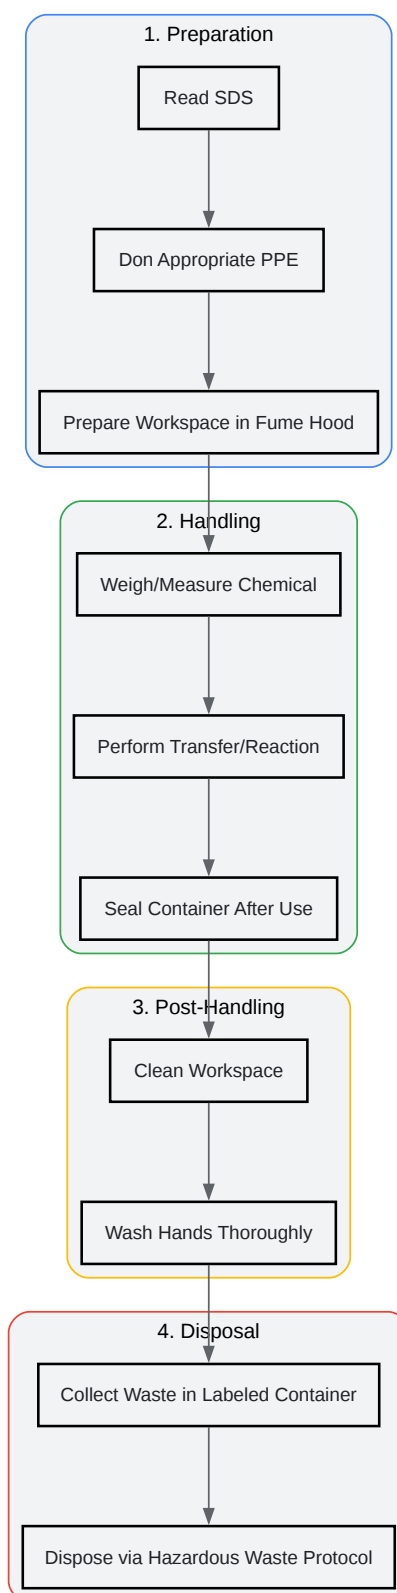 1. Preparation
Read SDS
Don Appropriate PPE
Prepare Workspace in Fume Hood
2. Handling
Weigh/Measure Chemical
Perform Transfer/Reaction
Seal Container After Use
3. Post-Handling
Clean Workspace
Wash Hands Thoroughly
4. Disposal
Collect Waste in Labeled Container
Dispose via Hazardous Waste Protocol